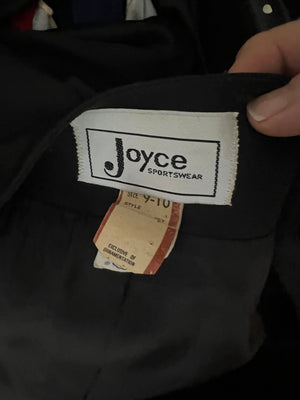 Joyce
SPORTSWEAR
SIZE 9-10
STYLE
EXCLUSIVE OF
ORNAMENTATION